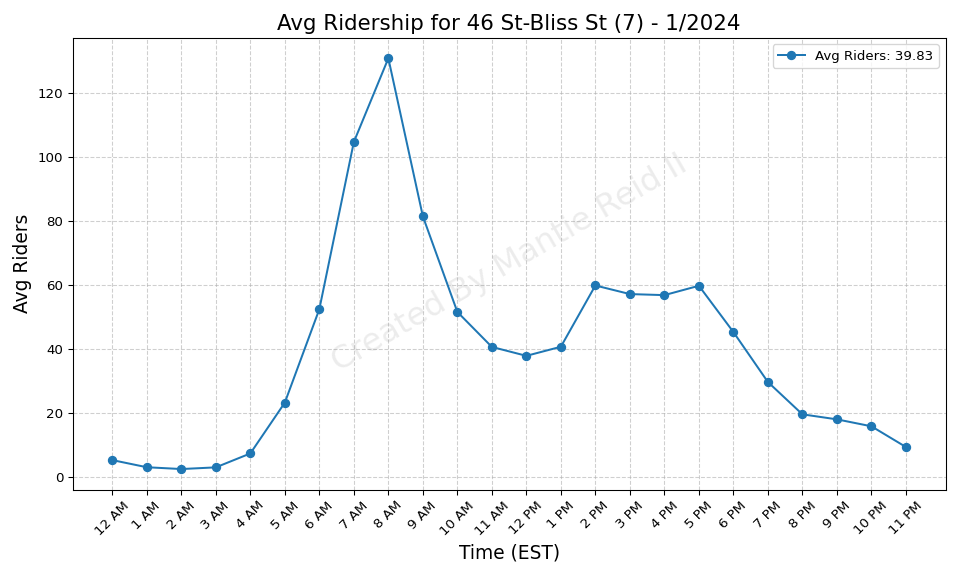 Avg Ridership for 46 St-Bliss St (7) - 1/2024
Avg Riders: 39.83
Avg Riders
120
100
80
60
40
20
0
Created By Mantle Reid II
12 AM
1 AM
2 AM
3 AM
4 AM
5 AM
6 AM
7 AM
8 AM
9 AM
10 AM
11 AM
12 PM
1 PM
2 PM
3 PM
4 PM
5 PM
6 PM
7 PM
8 PM
9 PM
10 PM
11 PM
Time (EST)